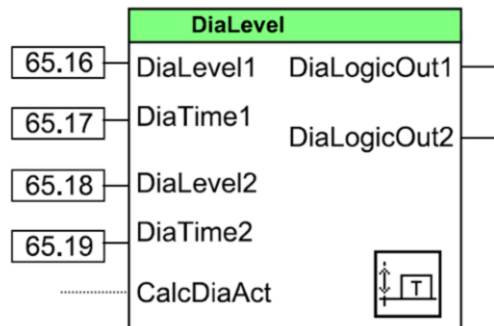 DiaLevel
65.16 DiaLevel1 DiaLogicOut1
65.17 DiaTime1
DiaLogicOut2
65.18 DiaLevel2
65.19 DiaTime2
CalcDiaAct
T